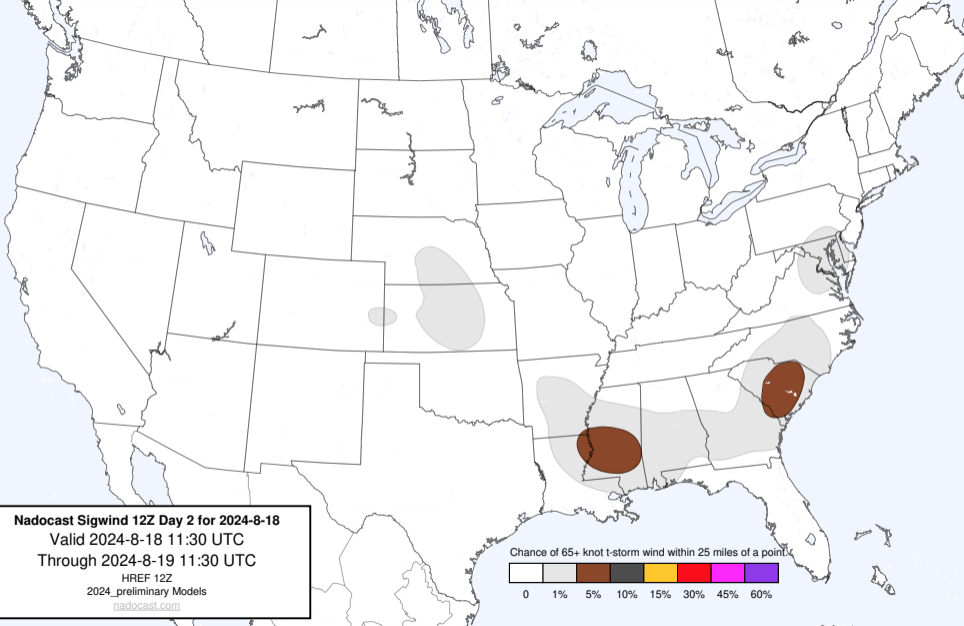 Nadocast Sigwind 12Z Day 2 for 2024-8-18
Valid 2024-8-18 11:30 UTC
Through 2024-8-19 11:30 UTC
HREF 12Z
2024_preliminary Models
nadocast.com
Chance of 65+ knot t-storm wind within 25 miles of a point.
0 1% 5% 10% 15% 30% 45% 60%